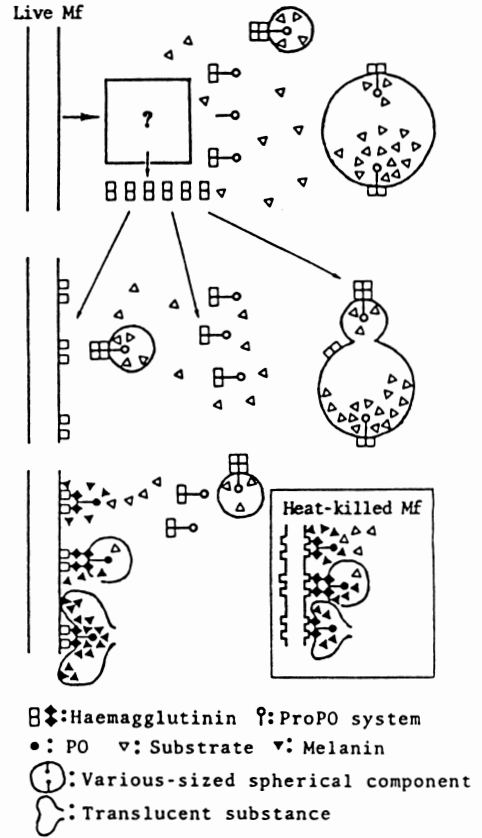 Live Mf
?
Heat-killed Mf
:Haemagglutinin :ProPO system
: PO : Substrate : Melanin
:Various-sized spherical component
:Translucent substance